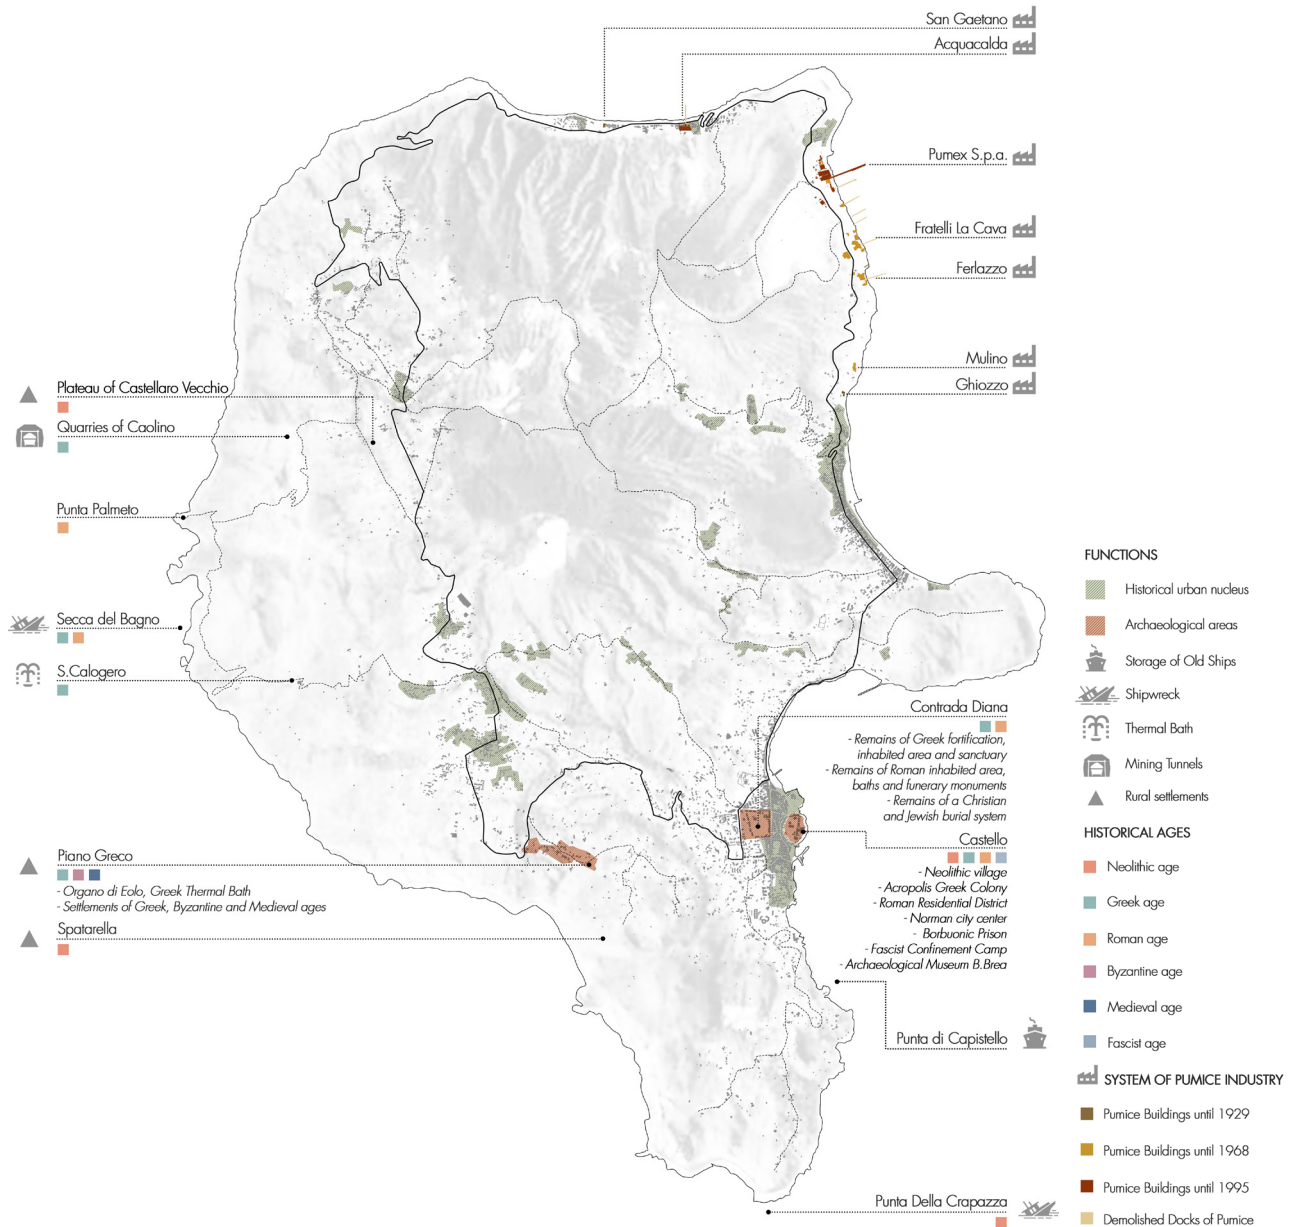 San Gaetano
Acquacalda
Pumex S.p.a.
Fratelli La Cava
Ferlazzo
Mulino
Ghiozzo
Plateau of Castellaro Vecchio
Quarries of Caolino
Punta Palmeto
Secca del Bagno
S.Calogero
Piano Greco
- Organo di Eolo, Greek Thermal Bath
- Settlements of Greek, Byzantine and Medieval ages
Spatarella
Contrada Diana
- Remains of Greek fortification,
inhabited area and sanctuary
- Remains of Roman inhabited area,
baths and funerary monuments
- Remains of a Christian
and Jewish burial system
Castello
- Neolithic village
- Acropolis Greek Colony
- Roman Residential District
- Norman city center
- Borbuonic Prison
- Fascist Confinement Camp
- Archaeological Museum B.Brea
Punta di Capistello
Punta Della Crapazza
FUNCTIONS
Historical urban nucleus
Archaeological areas
Storage of Old Ships
Shipwreck
Thermal Bath
Mining Tunnels
Rural settlements
HISTORICAL AGES
Neolithic age
Greek age
Roman age
Byzantine age
Medieval age
Fascist age
SYSTEM OF PUMICE INDUSTRY
Pumice Buildings until 1929
Pumice Buildings until 1968
Pumice Buildings until 1995
Demolished Docks of Pumice